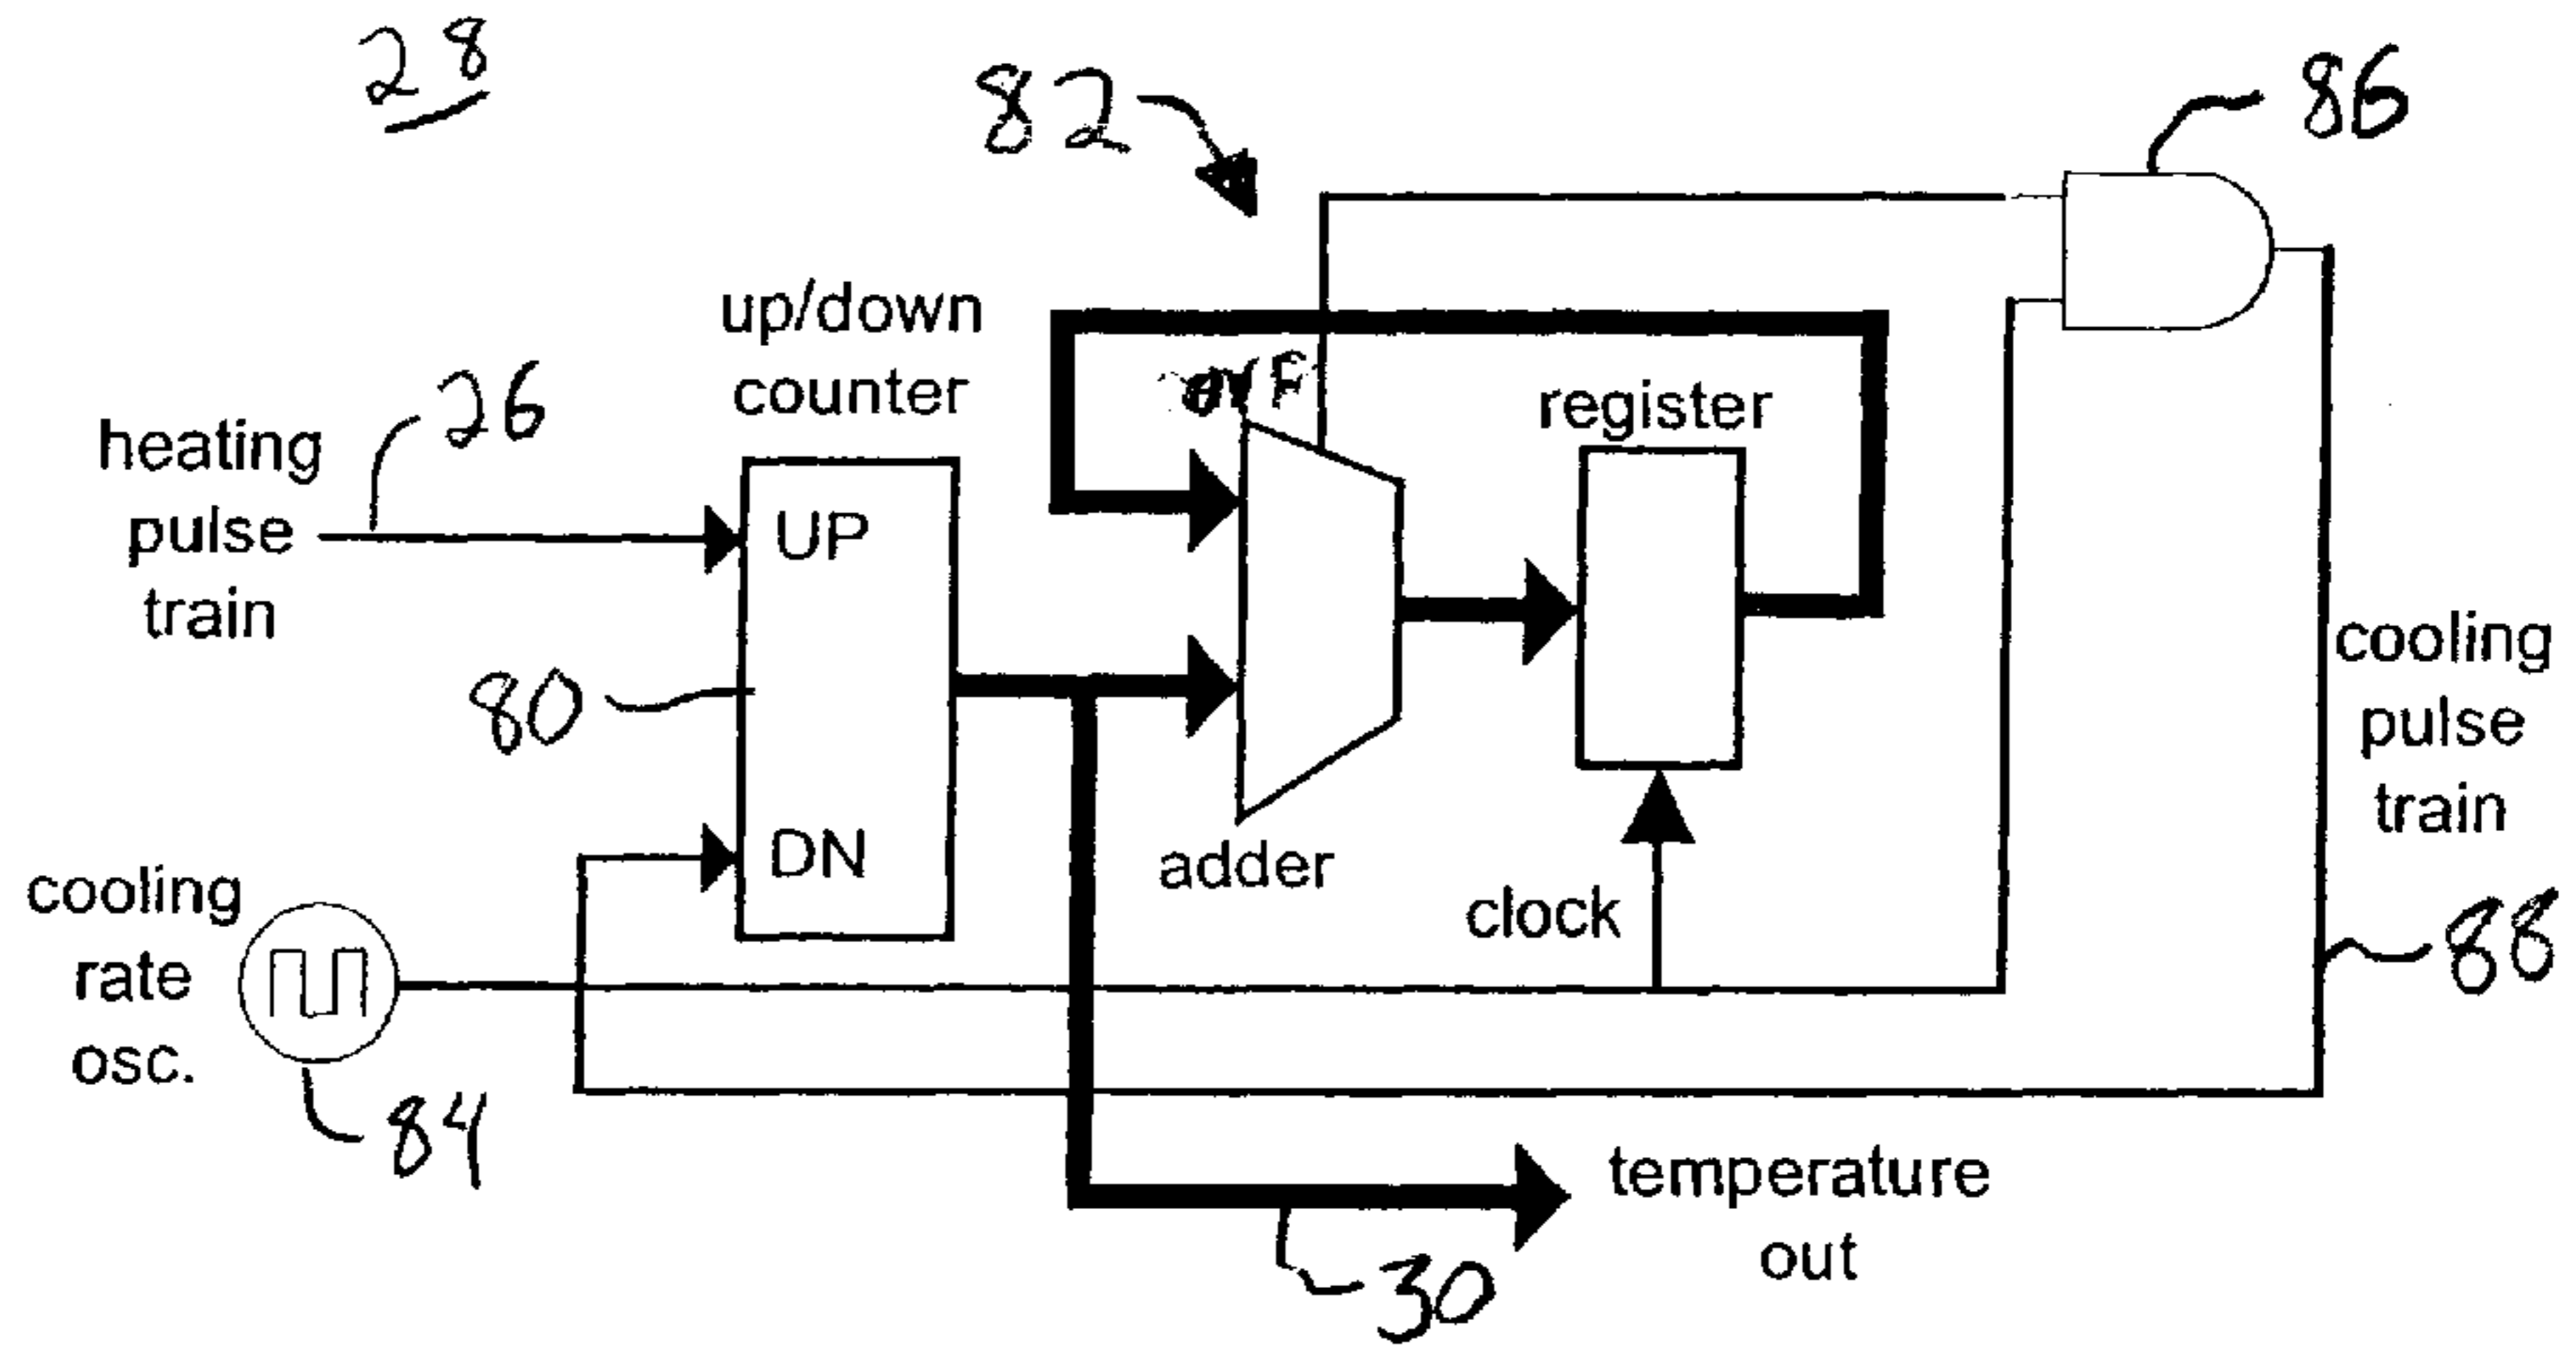 28
82
86
up/down
counter
OVF
register
26
heating
pulse
train
UP
80
DN
adder
clock
cooling
rate
osc.
84
cooling
pulse
train
88
temperature
out
30